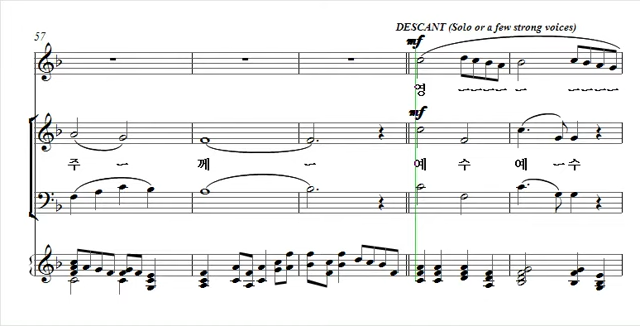 DESCANT (Solo or a few strong voices)
57
mf
영
mf
주 께 예 수 예 수